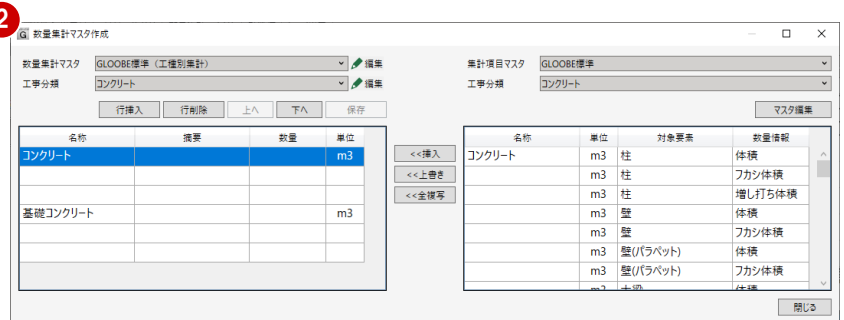 2
G 数量集計マスタ作成
数量集計マスタ GLOOBE標準（工種別集計） 編集
工事分類 コンクリート 編集
行挿入 行削除 上へ 下へ 保存
名称 摘要 数量 単位
コンクリート m3
基礎コンクリート m3
<<挿入
<<上書き
<<全複写
集計項目マスタ GLOOBE標準
工事分類 コンクリート
マスタ編集
名称 単位 対象要素 数量情報
コンクリート m3 柱 体積
m3 柱 フカシ体積
m3 柱 増し打ち体積
m3 壁 体積
m3 壁 フカシ体積
m3 壁(パラペット) 体積
m3 壁(パラペット) フカシ体積
閉じる